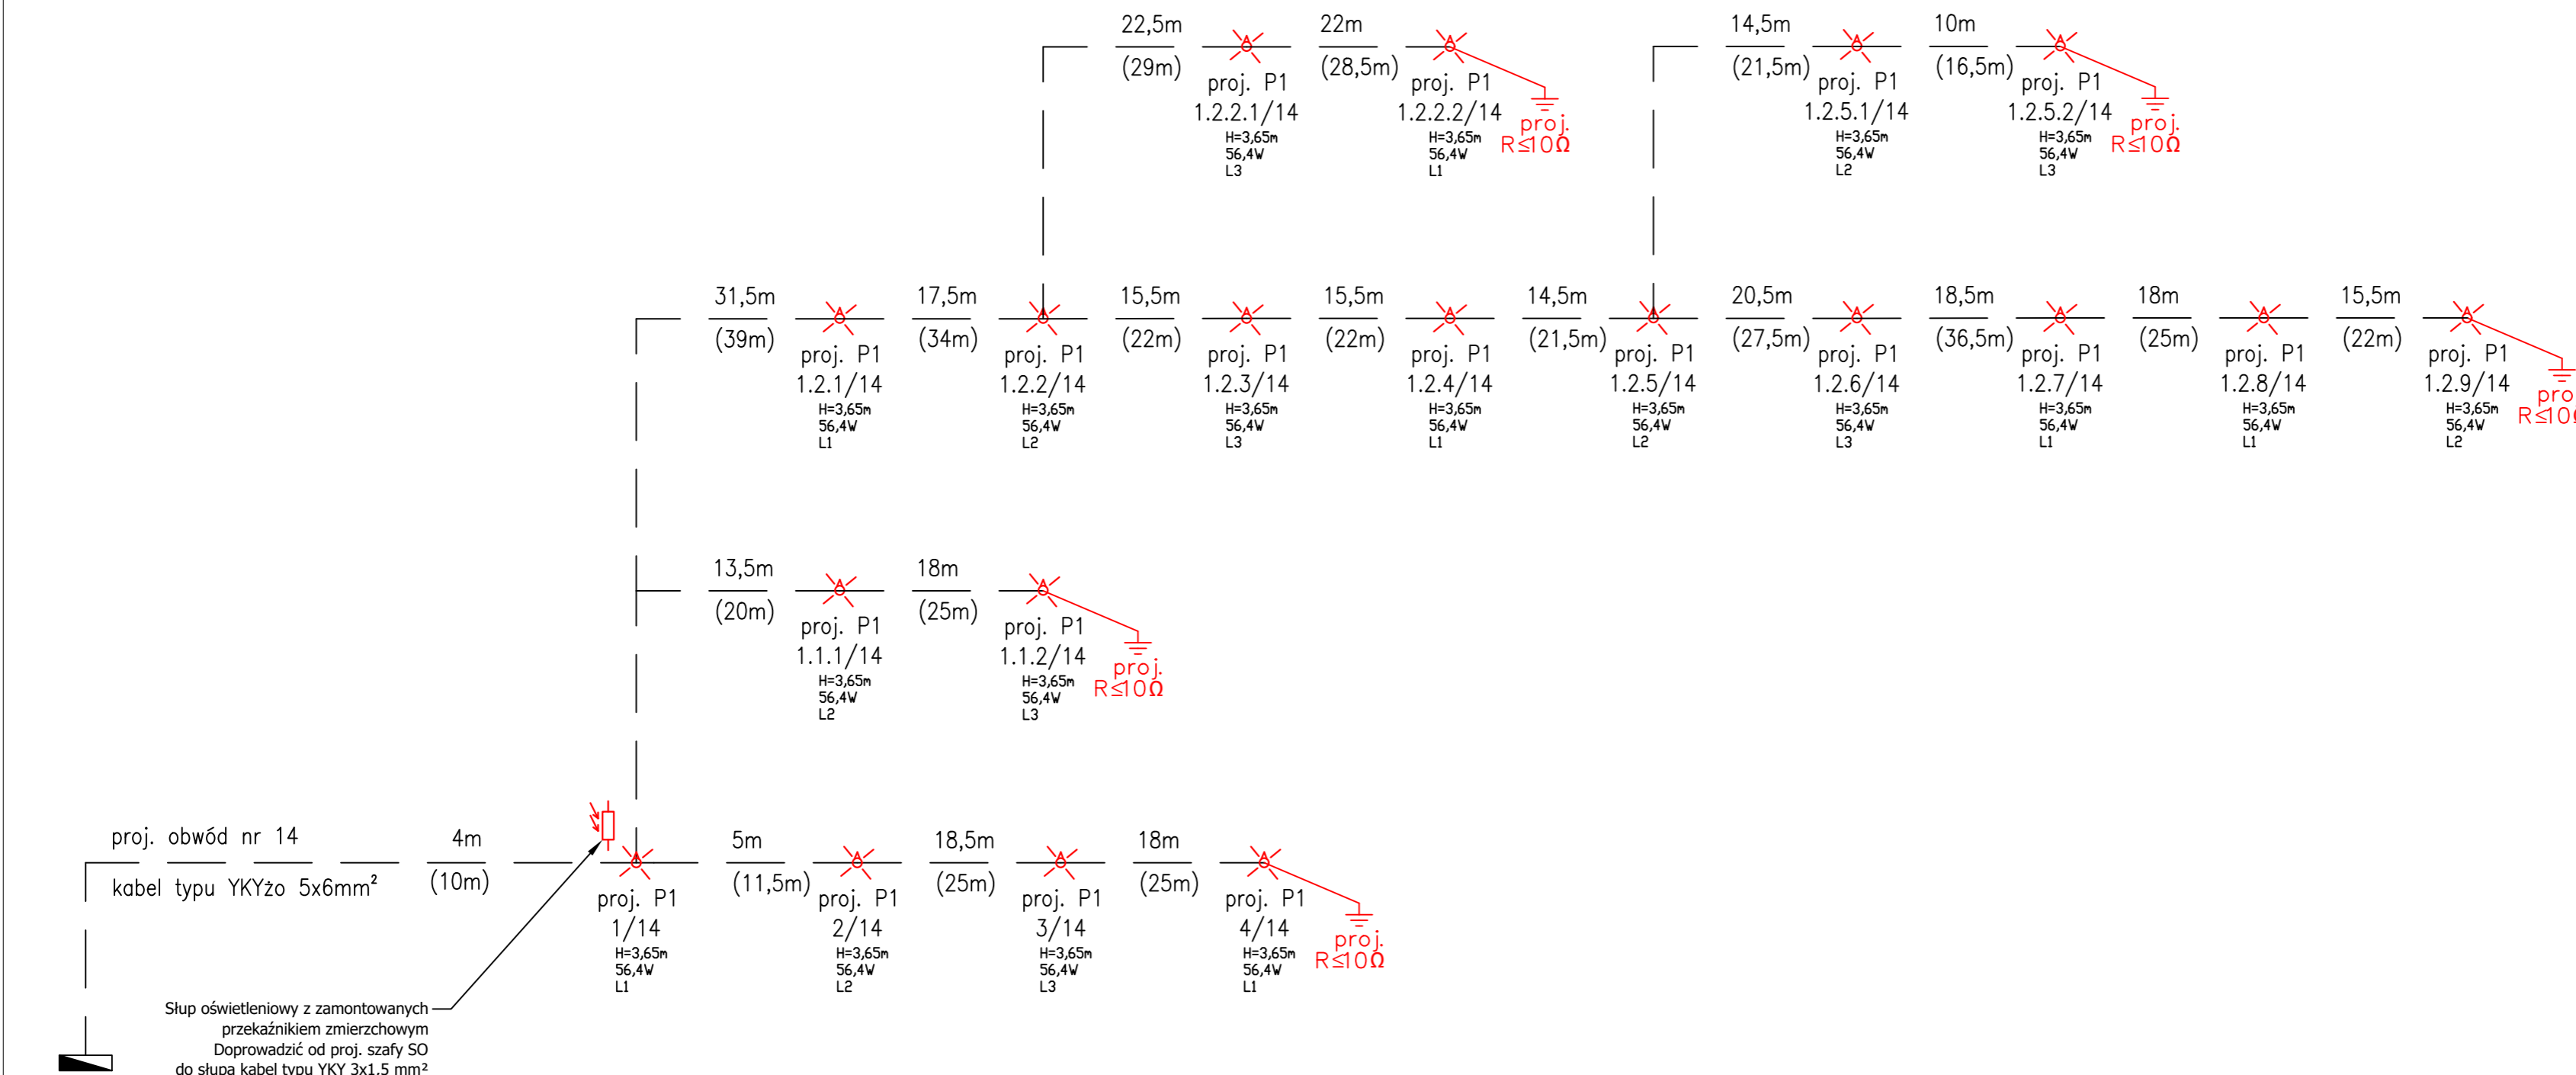 22,5m
(29m)
proj. P1
1.2.2.1/14
H=3,65m
56,4W
L3
22m
(28,5m)
proj. P1
1.2.2.2/14
H=3,65m
56,4W
L1
proj.
R≤10Ω
14,5m
(21,5m)
proj. P1
1.2.5.1/14
H=3,65m
56,4W
L2
10m
(16,5m)
proj. P1
1.2.5.2/14
H=3,65m
56,4W
L3
proj.
R≤10Ω
31,5m
(39m)
proj. P1
1.2.1/14
H=3,65m
56,4W
L1
17,5m
(34m)
proj. P1
1.2.2/14
H=3,65m
56,4W
L2
15,5m
(22m)
proj. P1
1.2.3/14
H=3,65m
56,4W
L3
15,5m
(22m)
proj. P1
1.2.4/14
H=3,65m
56,4W
L1
14,5m
(21,5m)
proj. P1
1.2.5/14
H=3,65m
56,4W
L2
20,5m
(27,5m)
proj. P1
1.2.6/14
H=3,65m
56,4W
L3
18,5m
(36,5m)
proj. P1
1.2.7/14
H=3,65m
56,4W
L1
18m
(25m)
proj. P1
1.2.8/14
H=3,65m
56,4W
L1
15,5m
(22m)
proj. P1
1.2.9/14
H=3,65m
56,4W
L2
pro
R≤10
13,5m
(20m)
proj. P1
1.1.1/14
H=3,65m
56,4W
L2
18m
(25m)
proj. P1
1.1.2/14
H=3,65m
56,4W
L3
proj.
R≤10Ω
proj. obwód nr 14
kabel typu YKYżo 5x6mm²
4m
(10m)
proj. P1
1/14
H=3,65m
56,4W
L1
5m
(11,5m)
proj. P1
2/14
H=3,65m
56,4W
L2
18,5m
(25m)
proj. P1
3/14
H=3,65m
56,4W
L3
18m
(25m)
proj. P1
4/14
H=3,65m
56,4W
L1
proj.
R≤10Ω
Słup oświetleniowy z zamontowanych
przekaźnikiem zmierzchowym
Doprowadzić od proj. szafy SO
do słupa kabel typu YKY 3x1,5 mm²